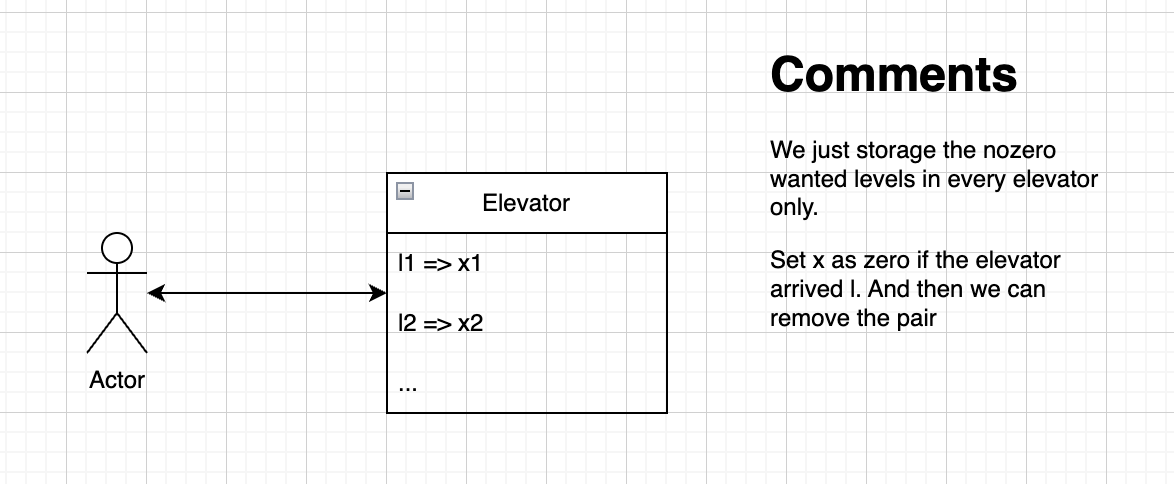 Comments
We just storage the nozero
wanted levels in every elevator
only.
Set x as zero if the elevator
arrived l. And then we can
remove the pair
Elevator
l1 => x1
l2 => x2
...
Actor